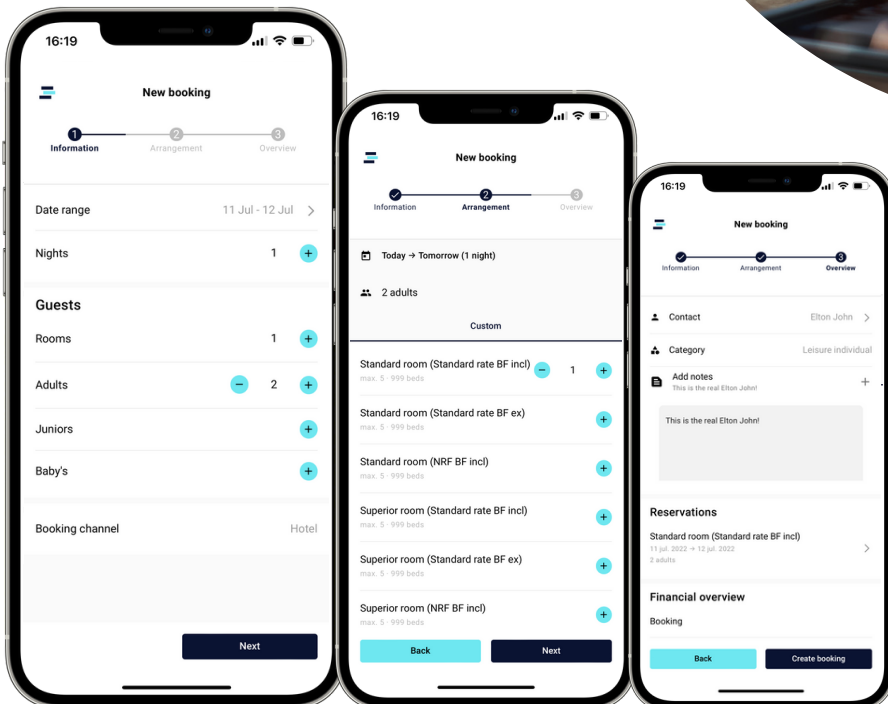 16:19
New booking
1 2 3
Information Arrangement Overview
Date range 11 Jul - 12 Jul >
Nights 1 +
Guests
Rooms 1 +
Adults − 2 +
Juniors +
Baby's +
Booking channel Hotel
Next
16:19
New booking
2 3
Information Arrangement Overview
Today → Tomorrow (1 night)
2 adults
Custom
Standard room (Standard rate BF incl) − 1 +
max. 5 · 999 beds
Standard room (Standard rate BF ex) +
max. 5 · 999 beds
Standard room (NRF BF incl) +
max. 5 · 999 beds
Superior room (Standard rate BF incl) +
max. 5 · 999 beds
Superior room (Standard rate BF ex) +
max. 5 · 999 beds
Superior room (NRF BF incl) +
max. 5 · 999 beds
Back Next
16:19
New booking
3
Information Arrangement Overview
Contact Elton John >
Category Leisure individual
Add notes +
This is the real Elton John!
This is the real Elton John!
Reservations
Standard room (Standard rate BF incl)
11 jul. 2022 → 12 jul. 2022 >
2 adults
Financial overview
Booking
Back Create booking